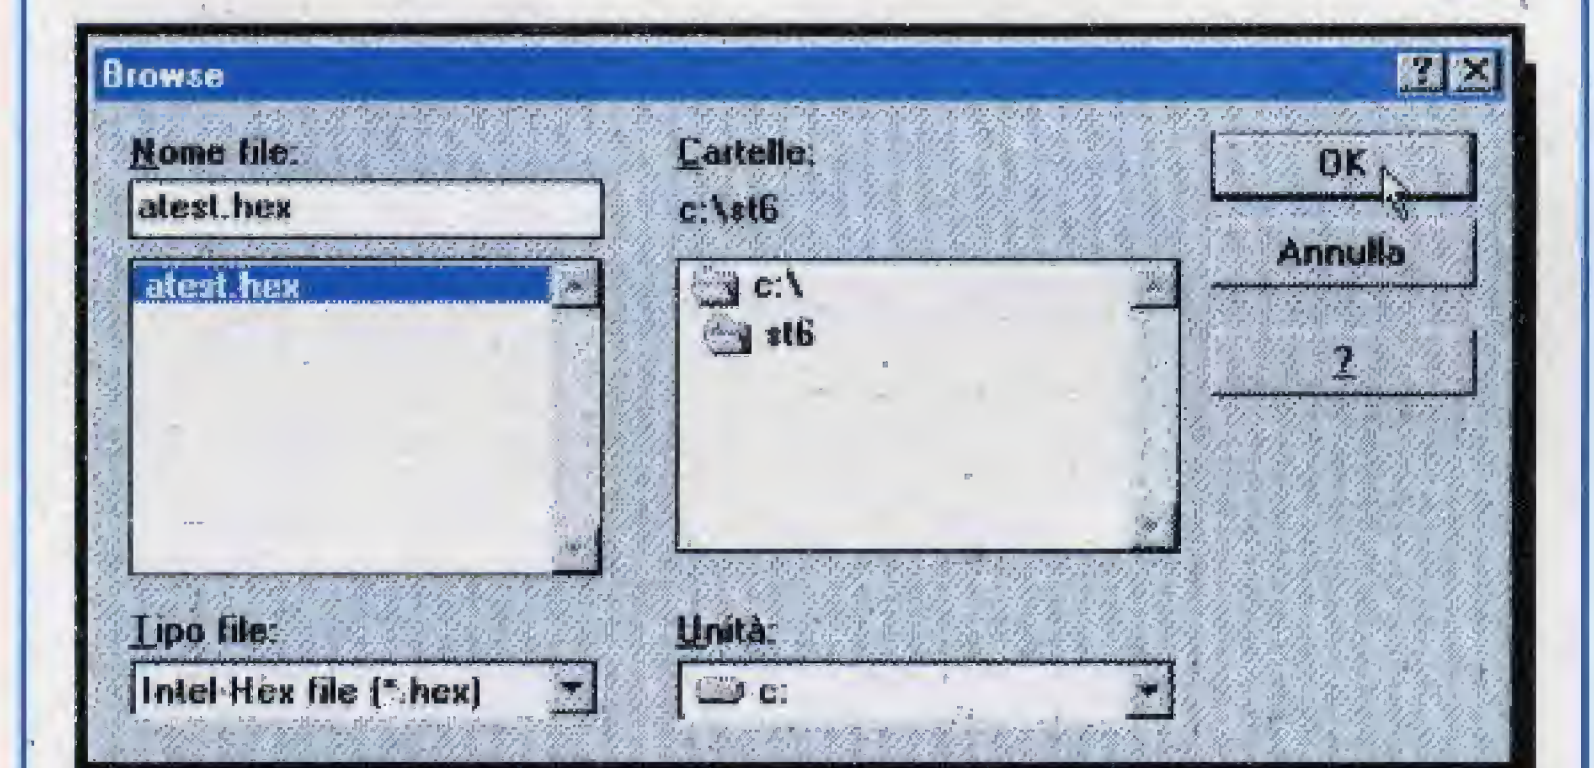 Browse
? X
Nome file:
atest.hex
atest.hex
Cartelle:
c:\st6
c:\
st6
OK
Annulla
?
Tipo file:
Intel Hex file (*.hex)
Unità:
c: